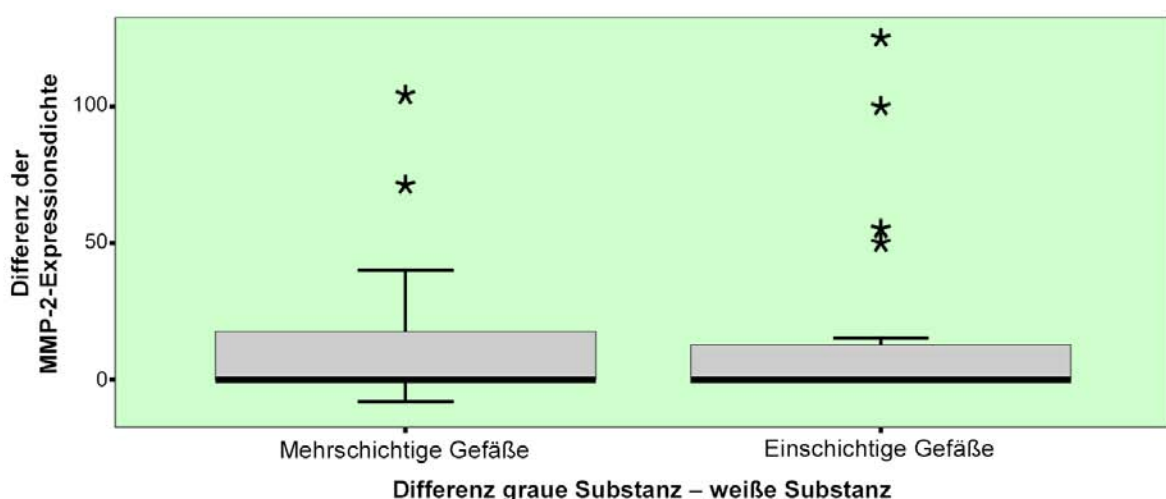 Differenz der
MMP-2-Expressionsdichte
100
50
0
Mehrschichtige Gefäße
Einschichtige Gefäße
Differenz graue Substanz – weiße Substanz